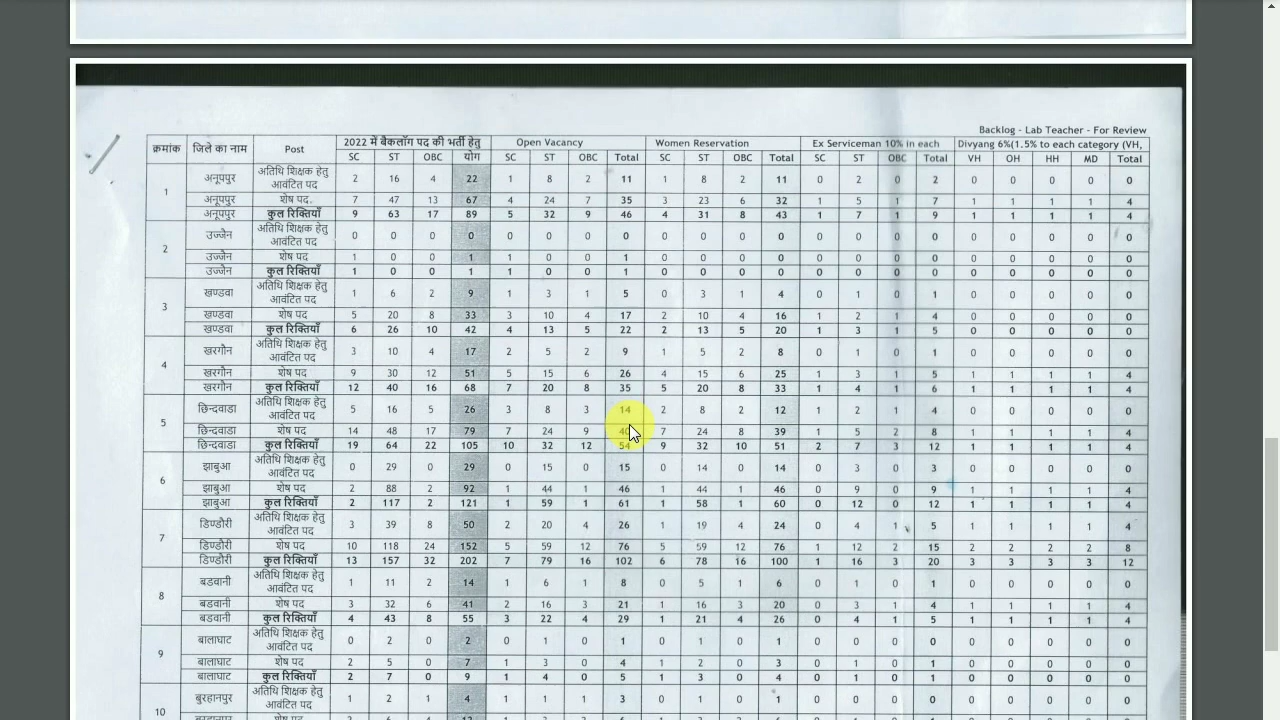 Backlog - Lab Teacher - For Review
क्रमांक जिले का नाम Post 2022 में बैकलॉग पद की भर्ती हेतु Open Vacancy Women Reservation Ex Serviceman 10% in each Divyang 6%(1.5% to each category (VH,
SC ST OBC योग SC ST OBC Total SC ST OBC Total SC ST OBC Total VH OH HH MD Total
1 अनूपपुर अतिथि शिक्षक हेतु आवंटित पद 2 16 4 22 1 8 2 11 1 8 2 11 0 2 0 2 0 0 0 0 0
अनूपपुर शेष पद. 7 47 13 67 4 24 7 35 3 23 6 32 1 5 1 7 1 1 1 1 4
अनूपपुर कुल रिक्तियाँ 9 63 17 89 5 32 9 46 4 31 8 43 1 7 1 9 1 1 1 1 4
2 उज्जैन अतिथि शिक्षक हेतु आवंटित पद 0 0 0 0 0 0 0 0 0 0 0 0 0 0 0 0 0 0 0 0 0
उज्जैन शेष पद 1 0 0 1 1 0 0 1 0 0 0 0 0 0 0 0 0 0 0 0 0
उज्जैन कुल रिक्तियाँ 1 0 0 1 1 0 0 1 0 0 0 0 0 0 0 0 0 0 0 0 0
3 खण्डवा अतिथि शिक्षक हेतु आवंटित पद 1 6 2 9 1 3 1 5 0 3 1 4 0 1 0 1 0 0 0 0 0
खण्डवा शेष पद 5 20 8 33 3 10 4 17 2 10 4 16 1 2 1 4 0 0 0 0 0
खण्डवा कुल रिक्तियाँ 6 26 10 42 4 13 5 22 2 13 5 20 1 3 1 5 0 0 0 0 0
4 खरगौन अतिथि शिक्षक हेतु आवंटित पद 3 10 4 17 2 5 2 9 1 5 2 8 0 1 0 1 0 0 0 0 0
खरगौन शेष पद 9 30 12 51 5 15 6 26 4 15 6 25 1 3 1 5 1 1 1 1 4
खरगौन कुल रिक्तियाँ 12 40 16 68 7 20 8 35 5 20 8 33 1 4 1 6 1 1 1 1 4
5 छिन्दवाडा अतिथि शिक्षक हेतु आवंटित पद 5 16 5 26 3 8 3 14 2 8 2 12 1 2 1 4 0 0 0 0 0
छिन्दवाडा शेष पद 14 48 17 79 7 24 9 40 7 24 8 39 1 5 2 8 1 1 1 1 4
छिन्दवाडा कुल रिक्तियाँ 19 64 22 105 10 32 12 54 9 32 10 51 2 7 3 12 1 1 1 1 4
6 झाबुआ अतिथि शिक्षक हेतु आवंटित पद 0 29 0 29 0 15 0 15 0 14 0 14 0 3 0 3 0 0 0 0 0
झाबुआ शेष पद 2 88 2 92 1 44 1 46 1 44 1 46 0 9 0 9 1 1 1 1 4
झाबुआ कुल रिक्तियाँ 2 117 2 121 1 59 1 61 1 58 1 60 0 12 0 12 1 1 1 1 4
7 डिण्डौरी अतिथि शिक्षक हेतु आवंटित पद 3 39 8 50 2 20 4 26 1 19 4 24 0 4 1 5 1 1 1 1 4
डिण्डौरी शेष पद 10 118 24 152 5 59 12 76 5 59 12 76 1 12 2 15 2 2 2 2 8
डिण्डौरी कुल रिक्तियाँ 13 157 32 202 7 79 16 102 6 78 16 100 1 16 3 20 3 3 3 3 12
8 बडवानी अतिथि शिक्षक हेतु आवंटित पद 1 11 2 14 1 6 1 8 0 5 1 6 0 1 0 1 0 0 0 0 0
बडवानी शेष पद 3 32 6 41 2 16 3 21 1 16 3 20 0 3 1 4 1 1 1 1 4
बडवानी कुल रिक्तियाँ 4 43 8 55 3 22 4 29 1 21 4 26 0 4 1 5 1 1 1 1 4
9 बालाघाट अतिथि शिक्षक हेतु आवंटित पद 0 2 0 2 0 1 0 1 0 1 0 1 0 0 0 0 0 0 0 0 0
बालाघाट शेष पद 2 5 0 7 1 3 0 4 1 2 0 3 0 1 0 1 0 0 0 0 0
बालाघाट कुल रिक्तियाँ 2 7 0 9 1 4 0 5 1 3 0 4 0 1 0 1 0 0 0 0 0
10 बुरहानपुर अतिथि शिक्षक हेतु आवंटित पद 1 2 1 4 1 1 1 3 0 1 0 1 0 0 0 0 0 0 0 0 0